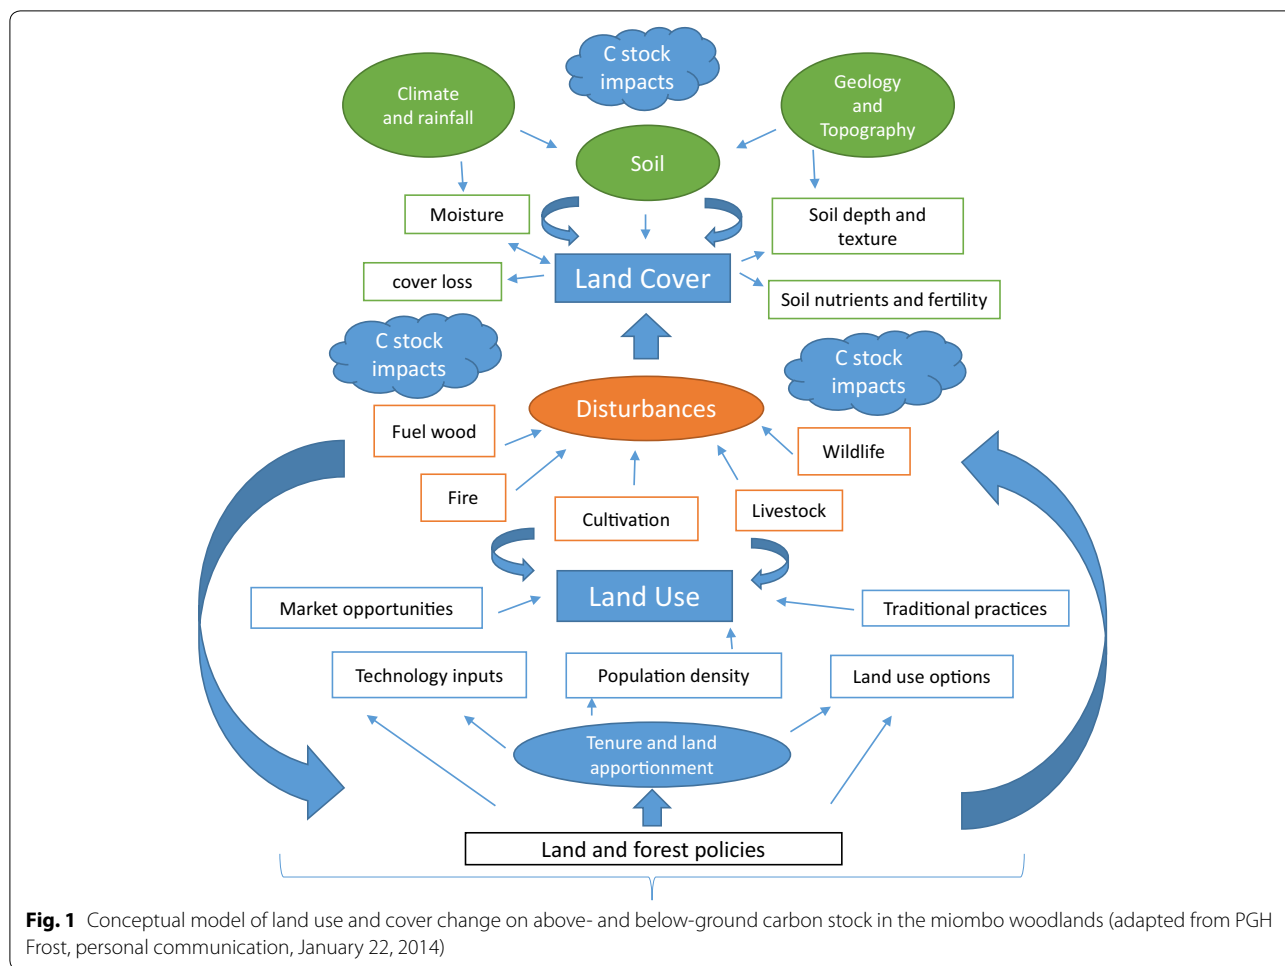 C stock
impacts
Climate
and rainfall
Geology
and
Topography
Soil
Moisture
Soil depth and
texture
cover loss
Land Cover
Soil nutrients and fertility
C stock
impacts
C stock
impacts
Disturbances
Fuel wood
Wildlife
Fire
Cultivation
Livestock
Land Use
Market opportunities
Traditional practices
Technology inputs
Population density
Land use options
Tenure and land
apportionment
Land and forest policies
Fig. 1 Conceptual model of land use and cover change on above- and below-ground carbon stock in the miombo woodlands (adapted from PGH
Frost, personal communication, January 22, 2014)